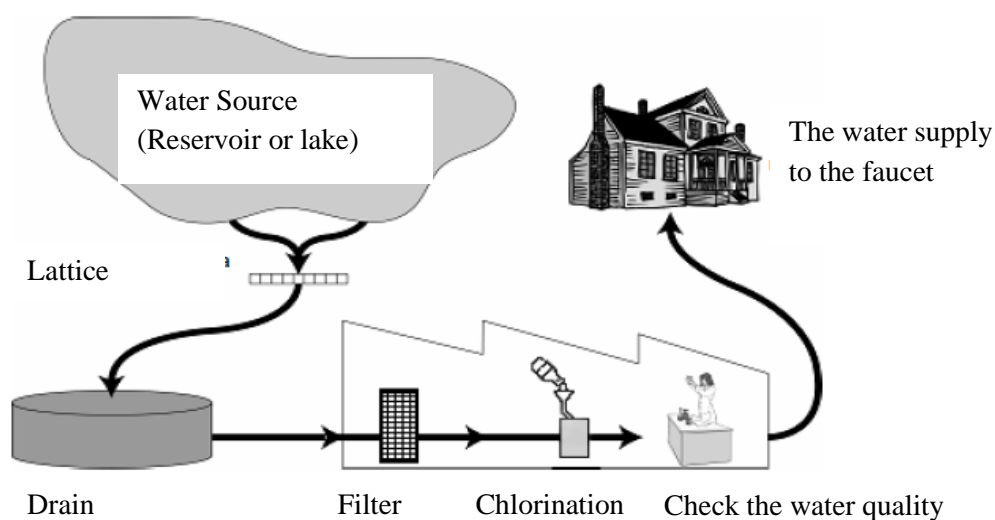 Water Source
(Reservoir or lake)
The water supply
to the faucet
Lattice
Drain
Filter
Chlorination
Check the water quality